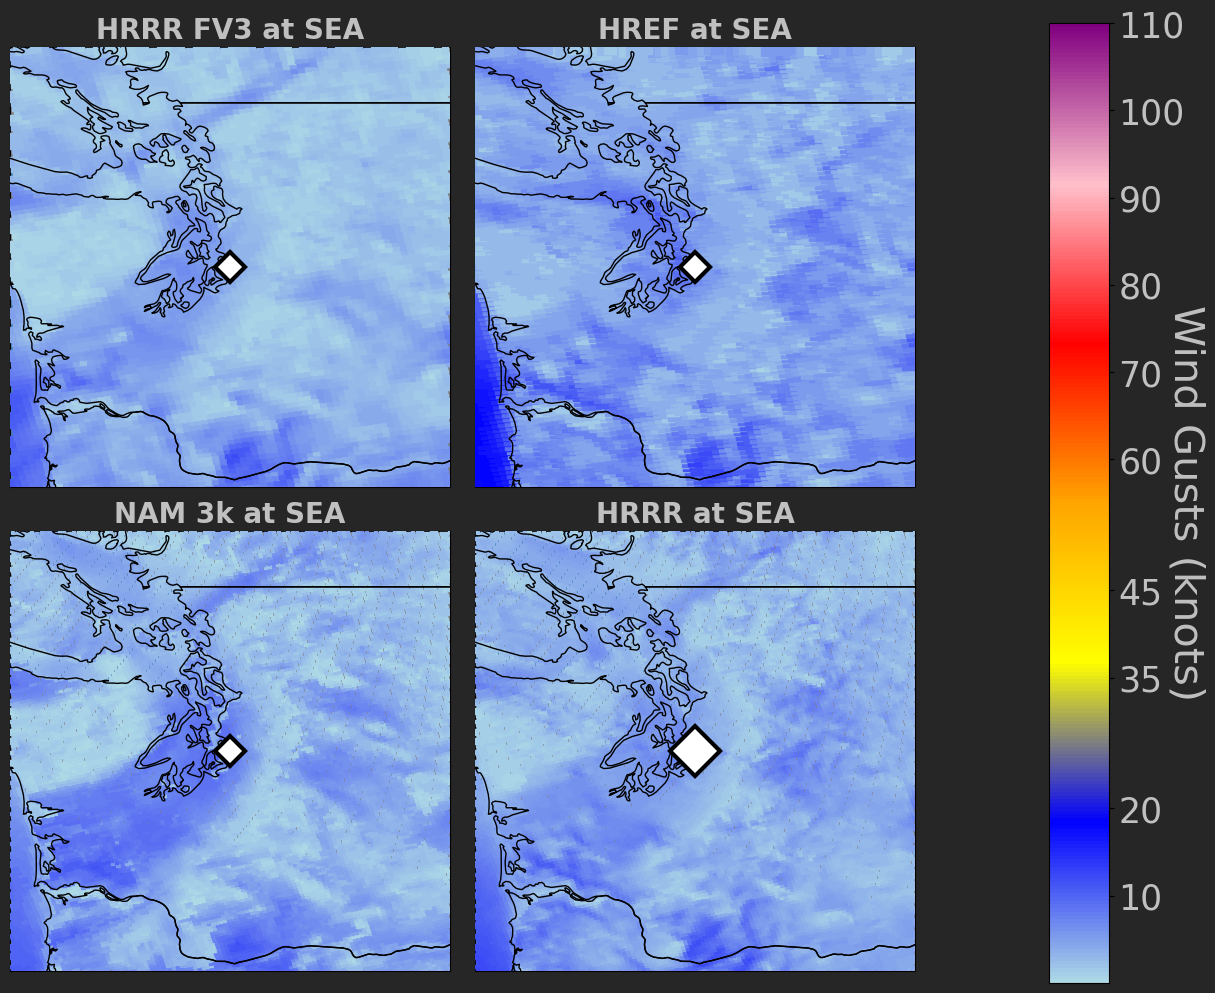 HRRR FV3 at SEA
HREF at SEA
NAM 3k at SEA
HRRR at SEA
110
100
90
80
70
60
45
35
20
10
Wind Gusts (knots)